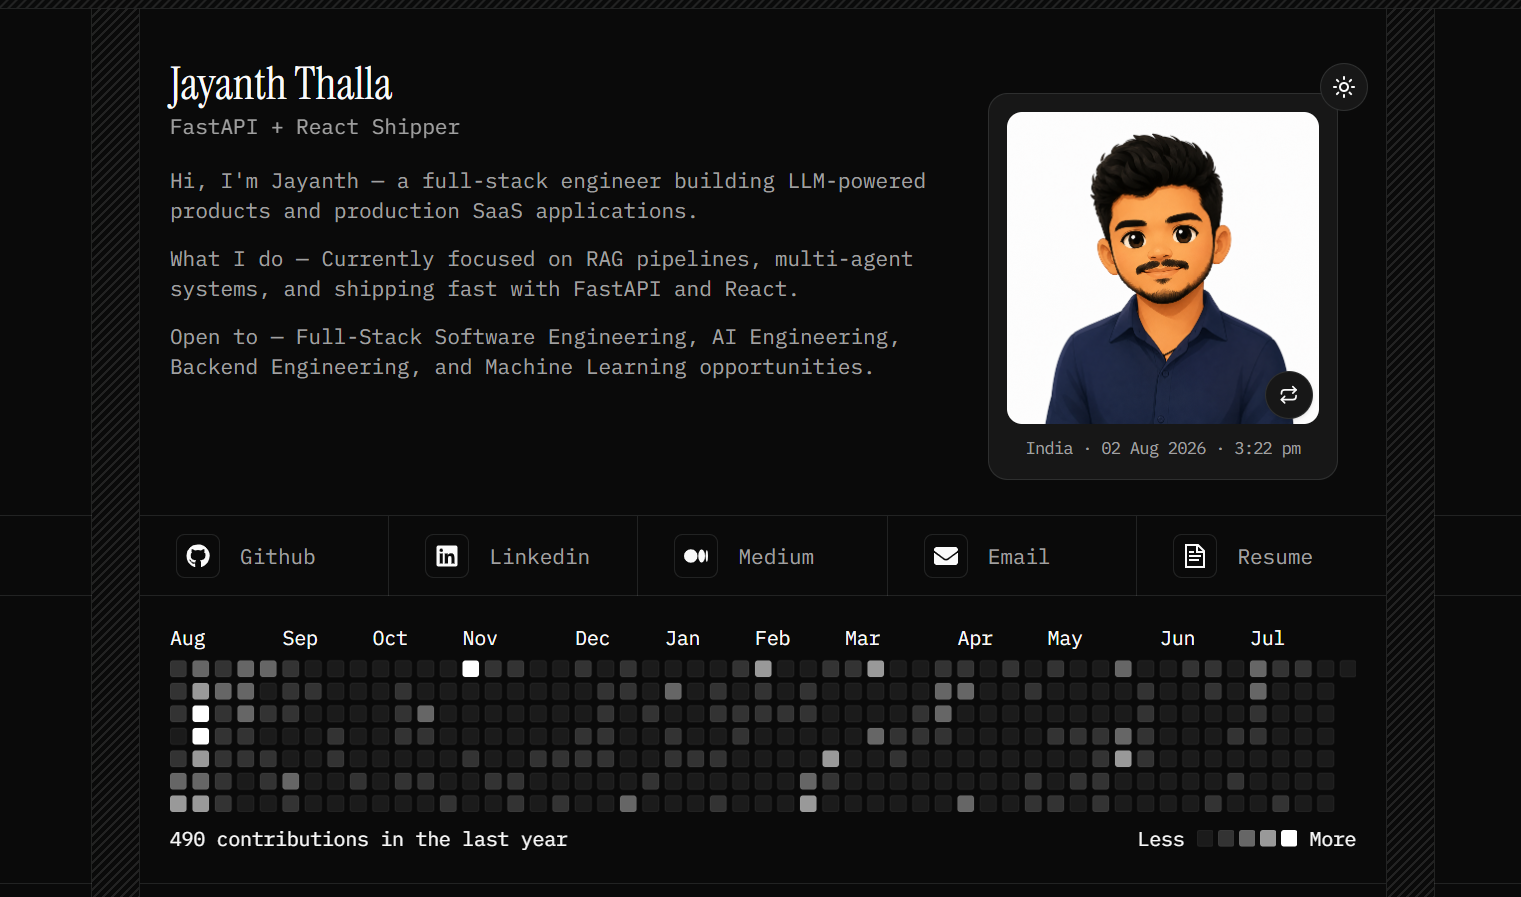 Jayanth Thalla
FastAPI + React Shipper
Hi, I'm Jayanth — a full-stack engineer building LLM-powered
products and production SaaS applications.
What I do — Currently focused on RAG pipelines, multi-agent
systems, and shipping fast with FastAPI and React.
Open to — Full-Stack Software Engineering, AI Engineering,
Backend Engineering, and Machine Learning opportunities.
India · 02 Aug 2026 · 3:22 pm
Github Linkedin Medium Email Resume
Aug Sep Oct Nov Dec Jan Feb Mar Apr May Jun Jul
490 contributions in the last year
Less More